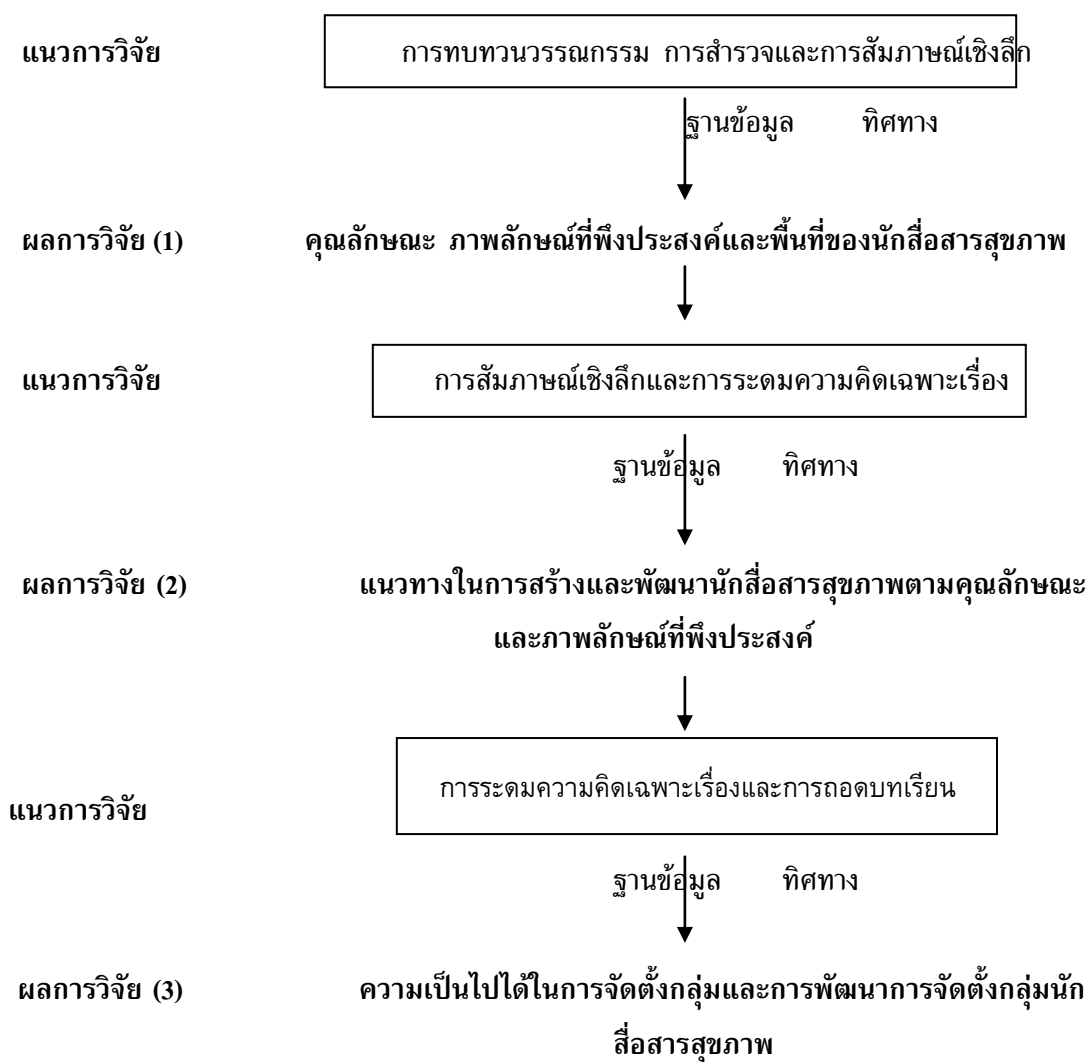 แนวการวิจัย การทบทวนวรรณกรรม การสำรวจและการสัมภาษณ์เชิงลึก
ฐานข้อมูล ทิศทาง
ผลการวิจัย (1) คุณลักษณะ ภาพลักษณ์ที่พึงประสงค์และพื้นที่ของนักสื่อสารสุขภาพ
แนวการวิจัย การสัมภาษณ์เชิงลึกและการระดมความคิดเฉพาะเรื่อง
ฐานข้อมูล ทิศทาง
ผลการวิจัย (2) แนวทางในการสร้างและพัฒนานักสื่อสารสุขภาพตามคุณลักษณะ
และภาพลักษณ์ที่พึงประสงค์
แนวการวิจัย การระดมความคิดเฉพาะเรื่องและการถอดบทเรียน
ฐานข้อมูล ทิศทาง
ผลการวิจัย (3) ความเป็นไปได้ในการจัดตั้งกลุ่มและการพัฒนาการจัดตั้งกลุ่มนัก
สื่อสารสุขภาพ